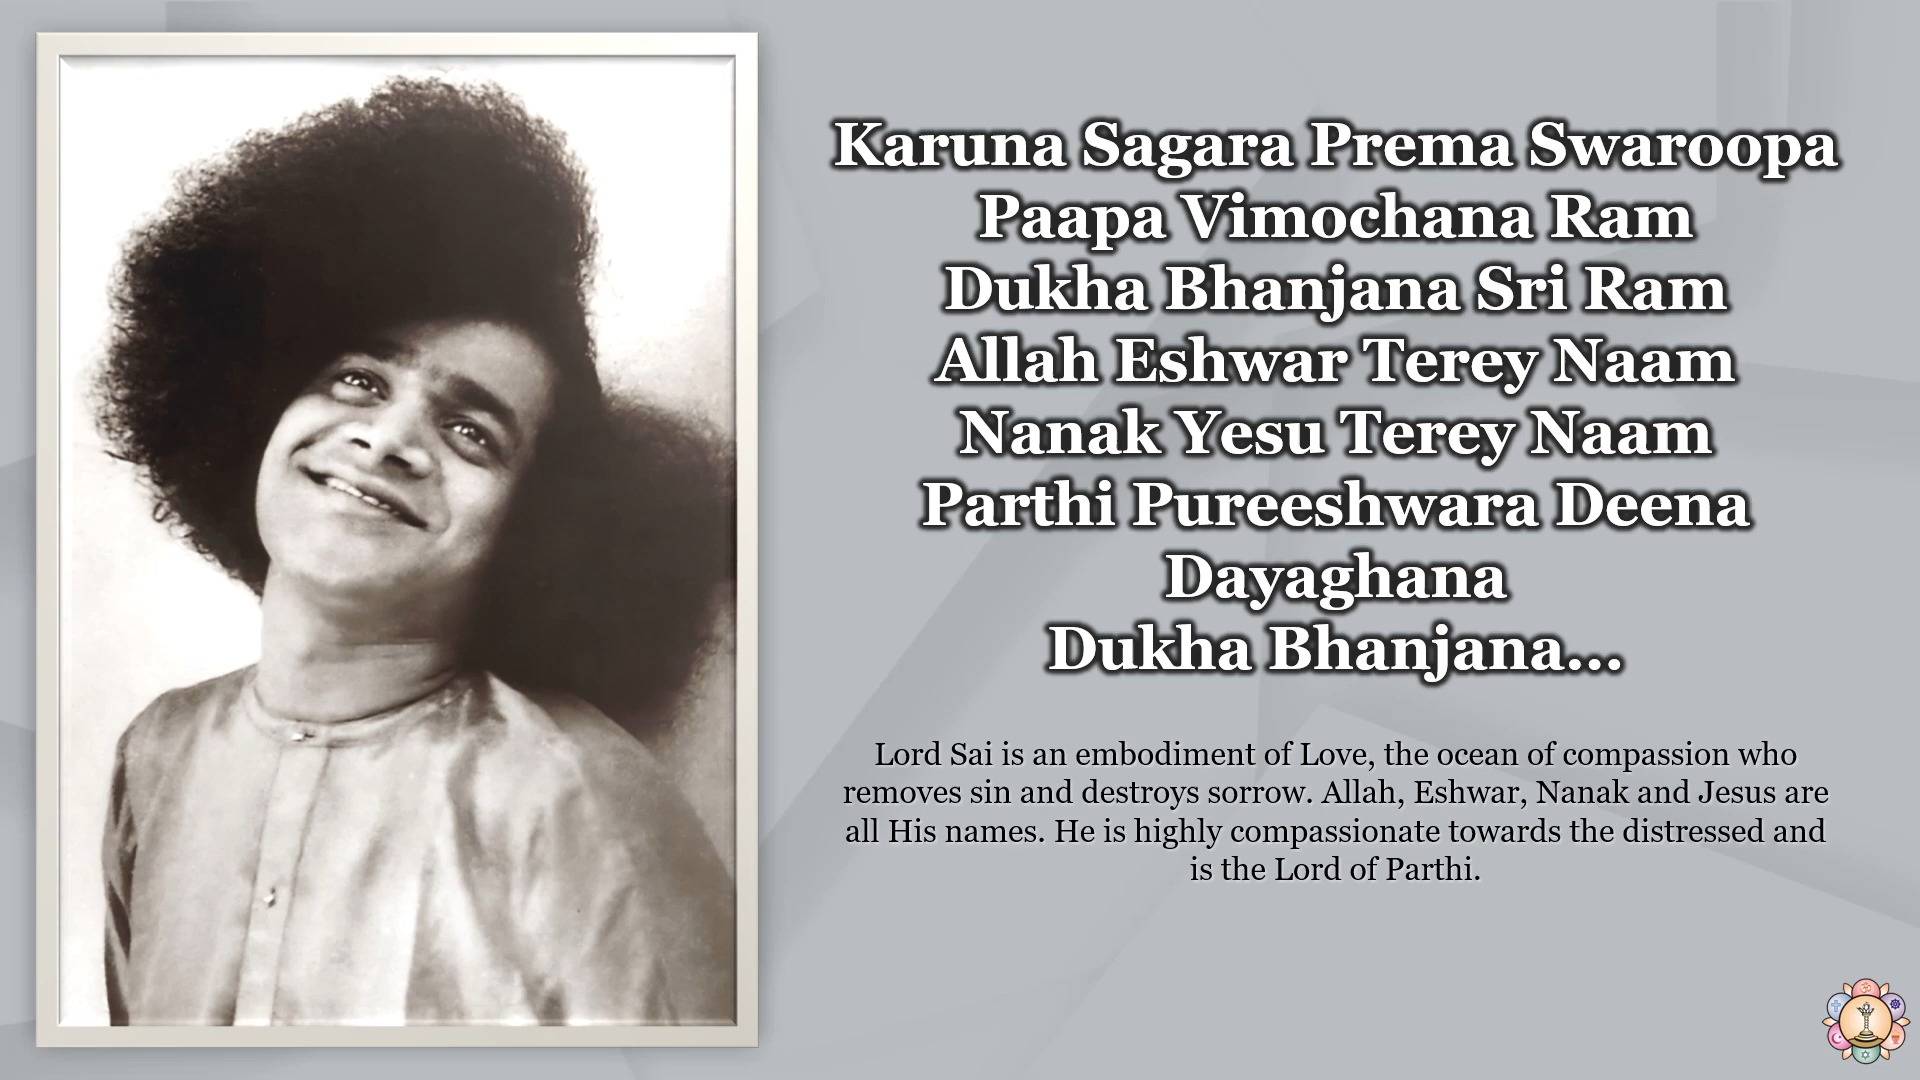 Karuna Sagara Prema Swaroopa
Paapa Vimochana Ram
Dukha Bhanjana Sri Ram
Allah Eshwar Terey Naam
Nanak Yesu Terey Naam
Parthi Pureeshwara Deena
Dayaghana
Dukha Bhanjana...
Lord Sai is an embodiment of Love, the ocean of compassion who
removes sin and destroys sorrow. Allah, Eshwar, Nanak and Jesus are
all His names. He is highly compassionate towards the distressed and
is the Lord of Parthi.